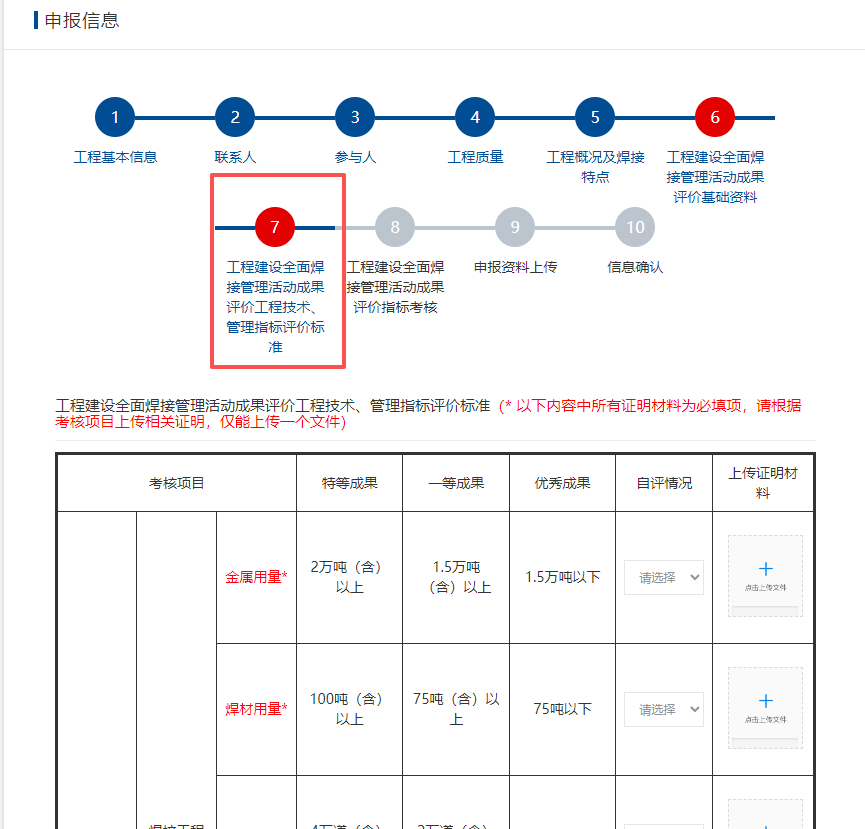 申报信息
1
2
3
4
5
6
工程基本信息
联系人
参与人
工程质量
工程概况及焊接
特点
工程建设全面焊
接管理活动成果
评价基础资料
7
8
9
10
工程建设全面焊
接管理活动成果
评价工程技术、
管理指标评价标
准
工程建设全面焊
接管理活动成果
评价指标考核
申报资料上传
信息确认
工程建设全面焊接管理活动成果评价工程技术、管理指标评价标准 (* 以下内容中所有证明材料为必填项，请根据
考核项目上传相关证明，仅能上传一个文件)
考核项目
特等成果
一等成果
优秀成果
自评情况
上传证明材
料
金属用量*
2万吨（含）
以上
1.5万吨
（含）以上
1.5万吨以下
请选择
点击上传文件
焊材用量*
100吨（含）
以上
75吨（含）以
上
75吨以下
请选择
点击上传文件